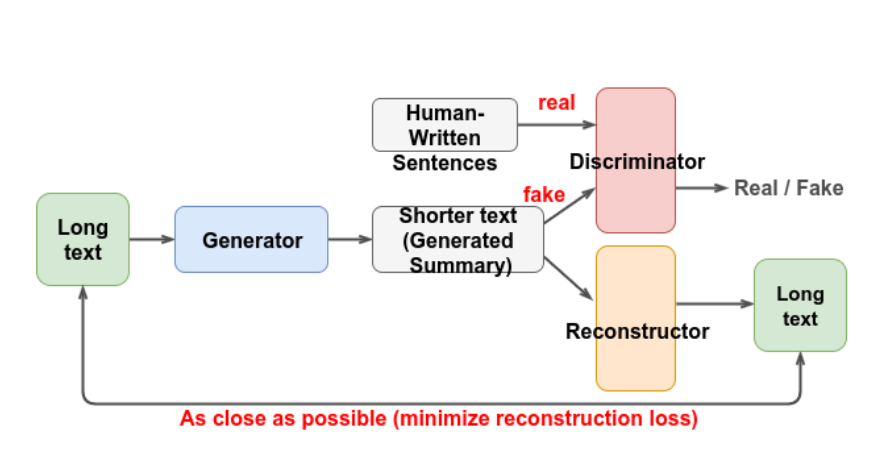 Human-
Written
Sentences
real
Discriminator
Real / Fake
fake
Long
text
Generator
Shorter text
(Generated
Summary)
Reconstructor
Long
text
As close as possible (minimize reconstruction loss)